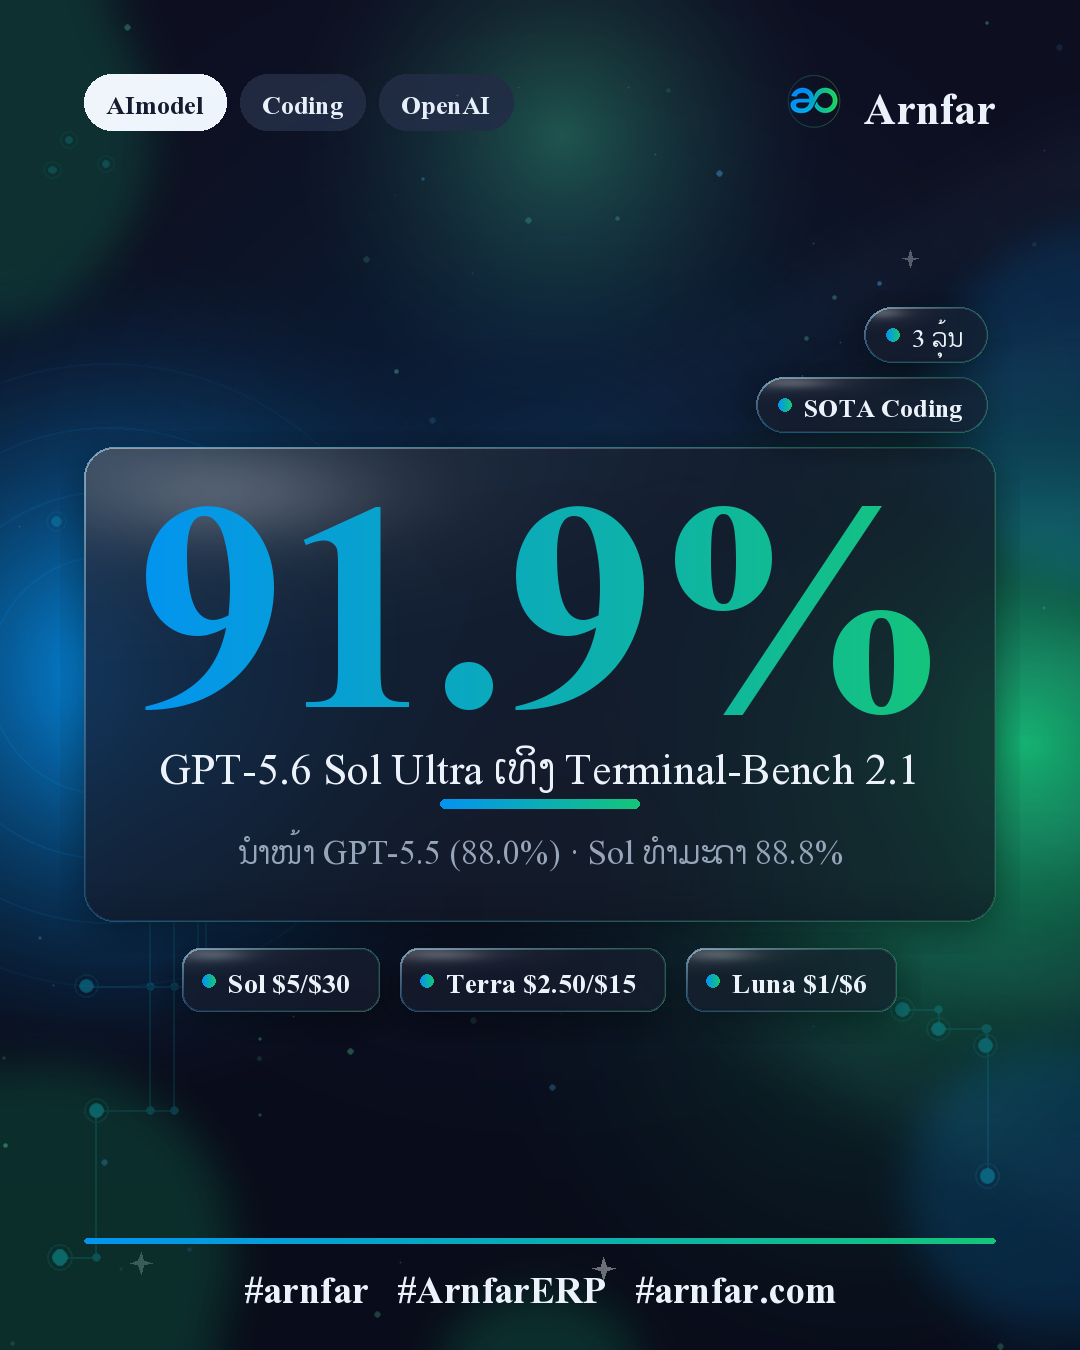 AImodel Coding OpenAI
Arnfar
3 ລຸ້ນ
SOTA Coding
91.9%
GPT-5.6 Sol Ultra ເທິງ Terminal-Bench 2.1
ນຳໜ້າ GPT-5.5 (88.0%) · Sol ທຳມະດາ 88.8%
Sol $5/$30
Terra $2.50/$15
Luna $1/$6
#arnfar #ArnfarERP #arnfar.com